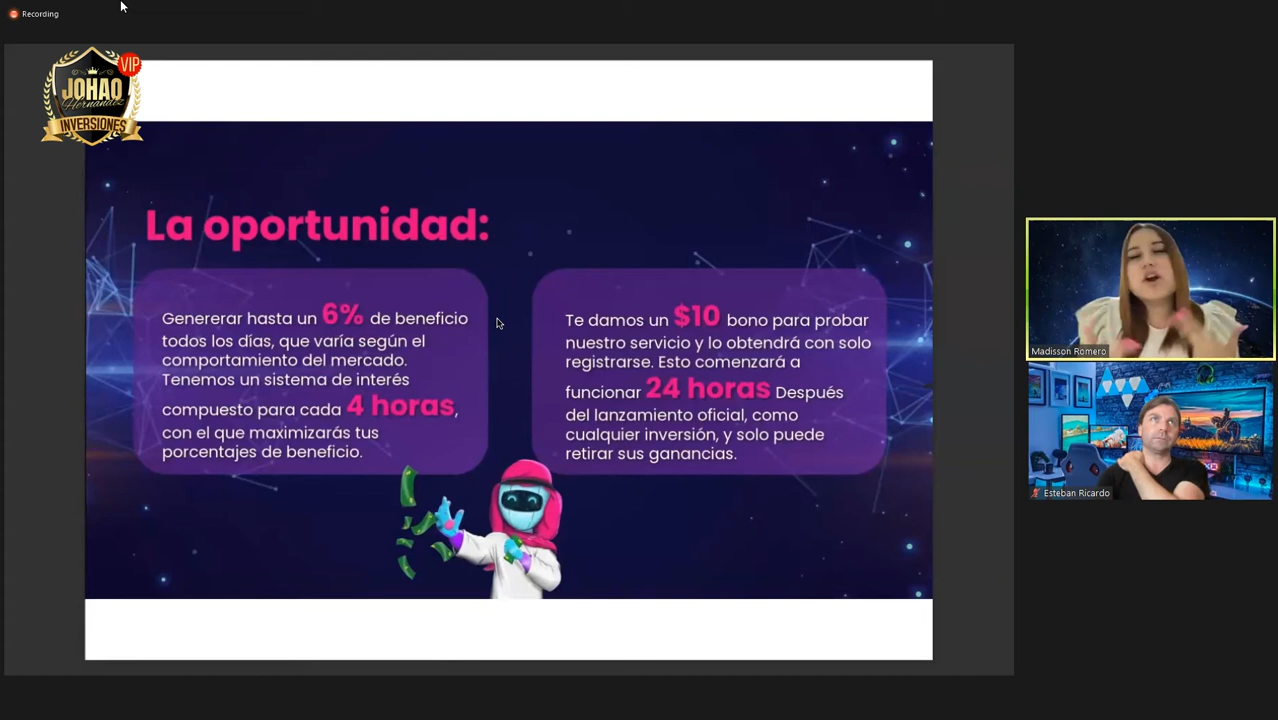 Recording
VIP
JOHAO
Hernandez
INVERSIONES
La oportunidad:
Genererar hasta un 6% de beneficio
todos los días, que varía según el
comportamiento del mercado.
Tenemos un sistema de interés
compuesto para cada 4 horas,
con el que maximizarás tus
porcentajes de beneficio.
Te damos un $10 bono para probar
nuestro servicio y lo obtendrá con solo
registrarse. Esto comenzará a
funcionar 24 horas Después
del lanzamiento oficial, como
cualquier inversión, y solo puede
retirar sus ganancias.
Madisson Romero
Esteban Ricardo